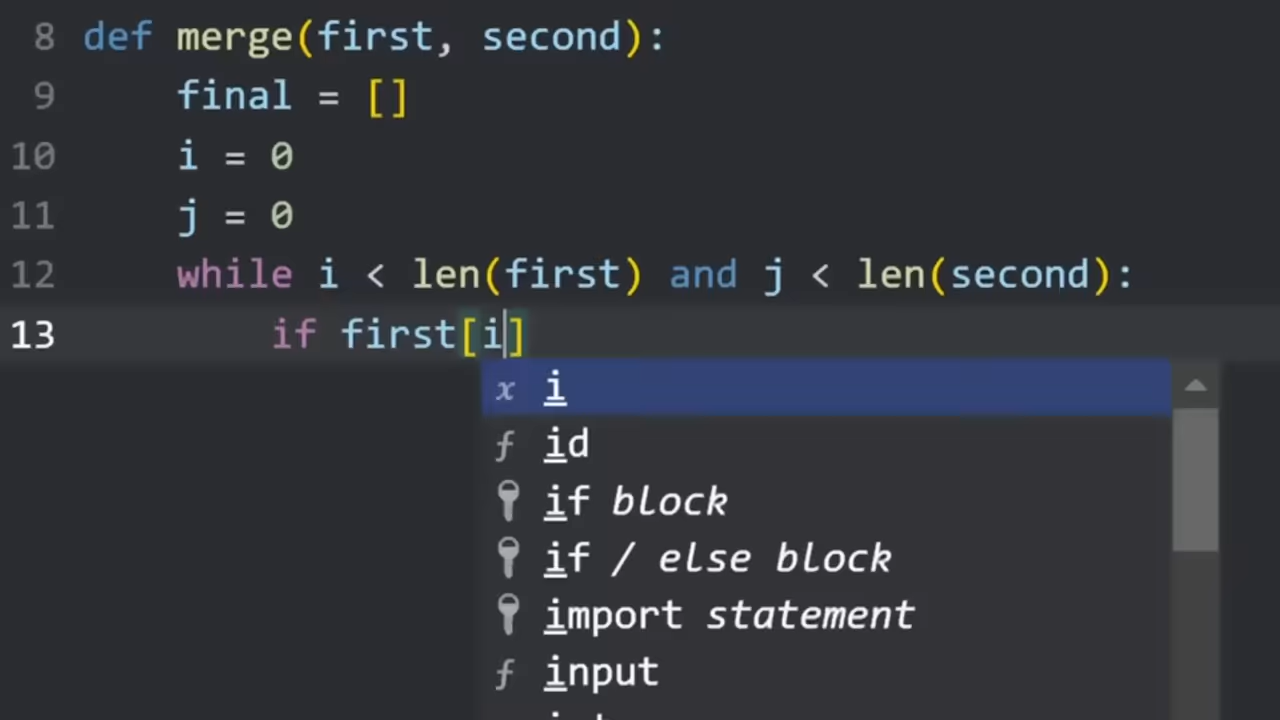 8 def merge(first, second):
9 final = []
10 i = 0
11 j = 0
12 while i < len(first) and j < len(second):
13 if first[i]
x i
f id
if block
if / else block
import statement
f input